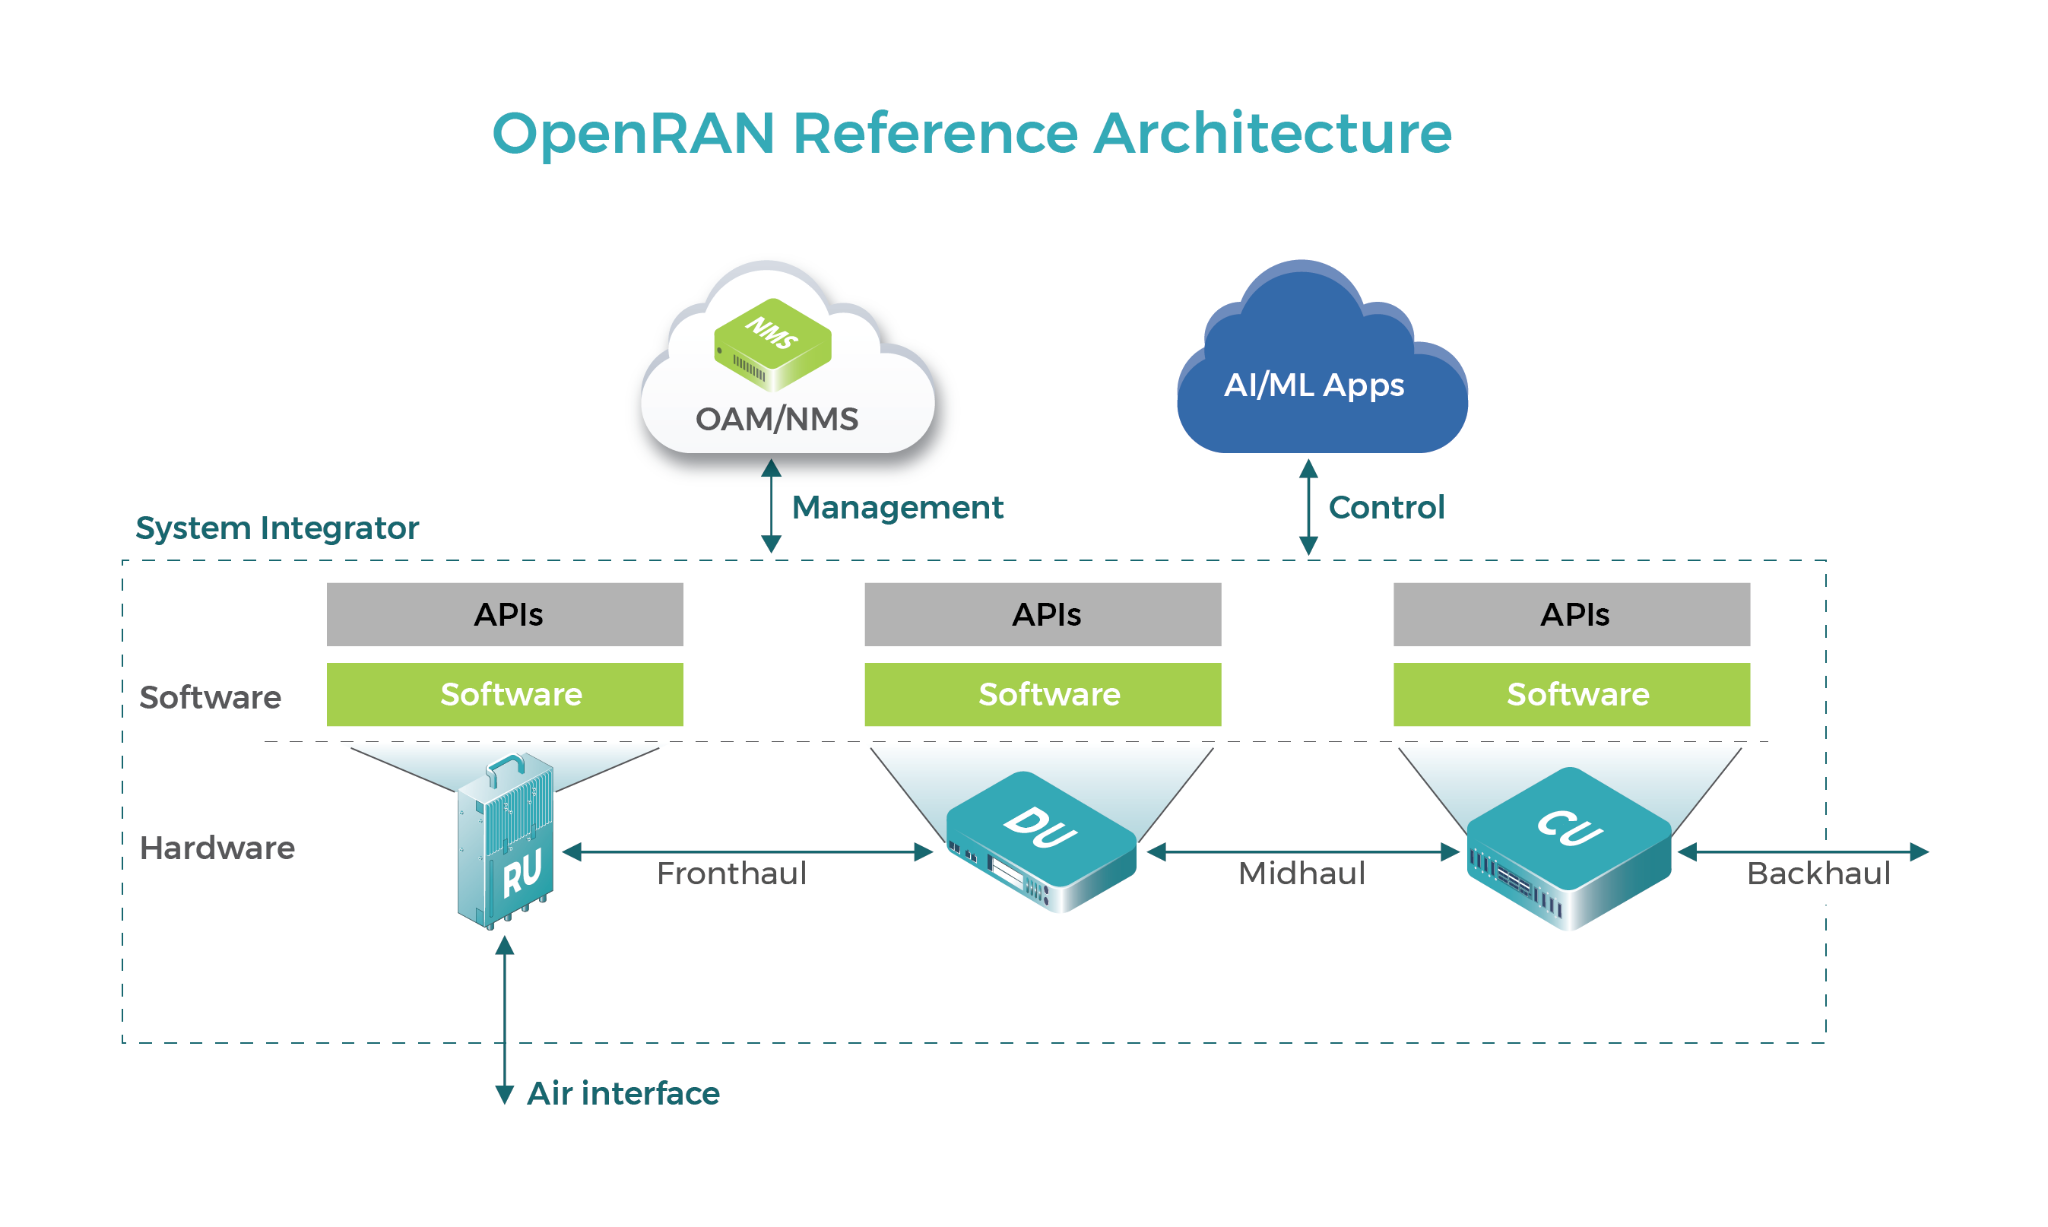 OpenRAN Reference Architecture
NMS
OAM/NMS
AI/ML Apps
Management
Control
System Integrator
APIs
APIs
APIs
Software
Software
Software
Software
Hardware
RU
DU
CU
Fronthaul
Midhaul
Backhaul
Air interface